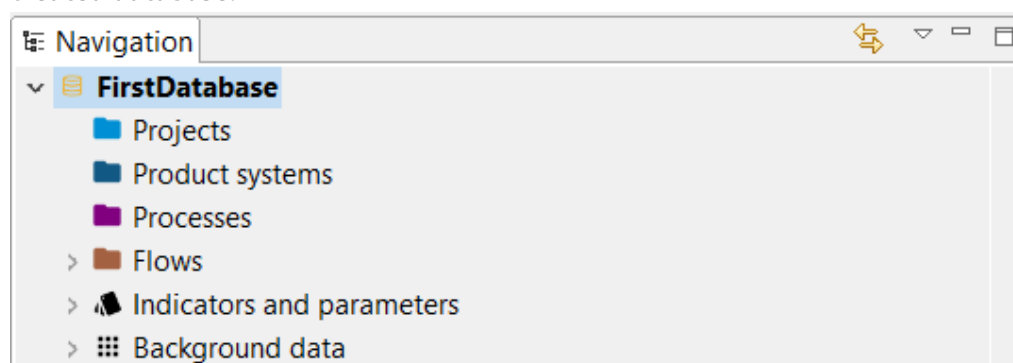 Navigation
FirstDatabase
Projects
Product systems
Processes
Flows
Indicators and parameters
Background data